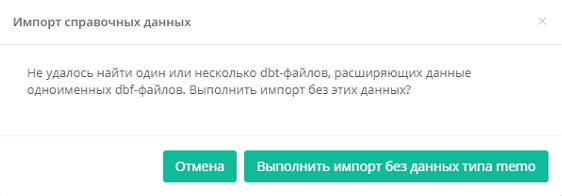 Импорт справочных данных
Не удалось найти один или несколько dbt-файлов, расширяющих данные
одноименных dbf-файлов. Выполнить импорт без этих данных?
Отмена
Выполнить импорт без данных типа memo